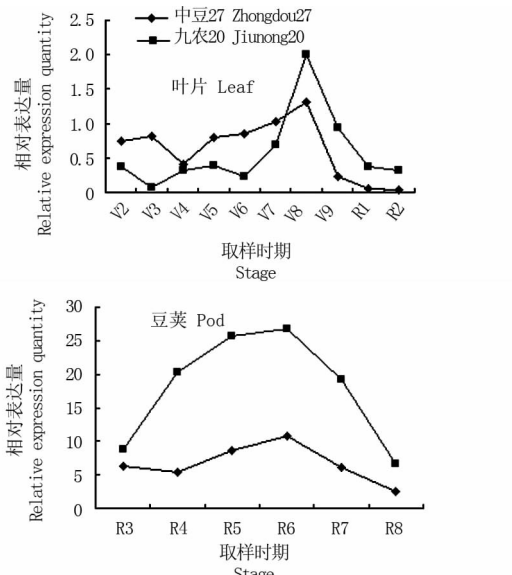 中豆27 Zhongdou27
九农20 Jiunong20
叶片 Leaf
相对表达量
Relative expression quantity
2.5
2.0
1.5
1.0
0.5
0
V2 V3 V4 V5 V6 V7 V8 V9 R1 R2
取样时期
Stage
豆荚 Pod
相对表达量
Relative expression quantity
30
25
20
15
10
5
0
R3 R4 R5 R6 R7 R8
取样时期
Stage